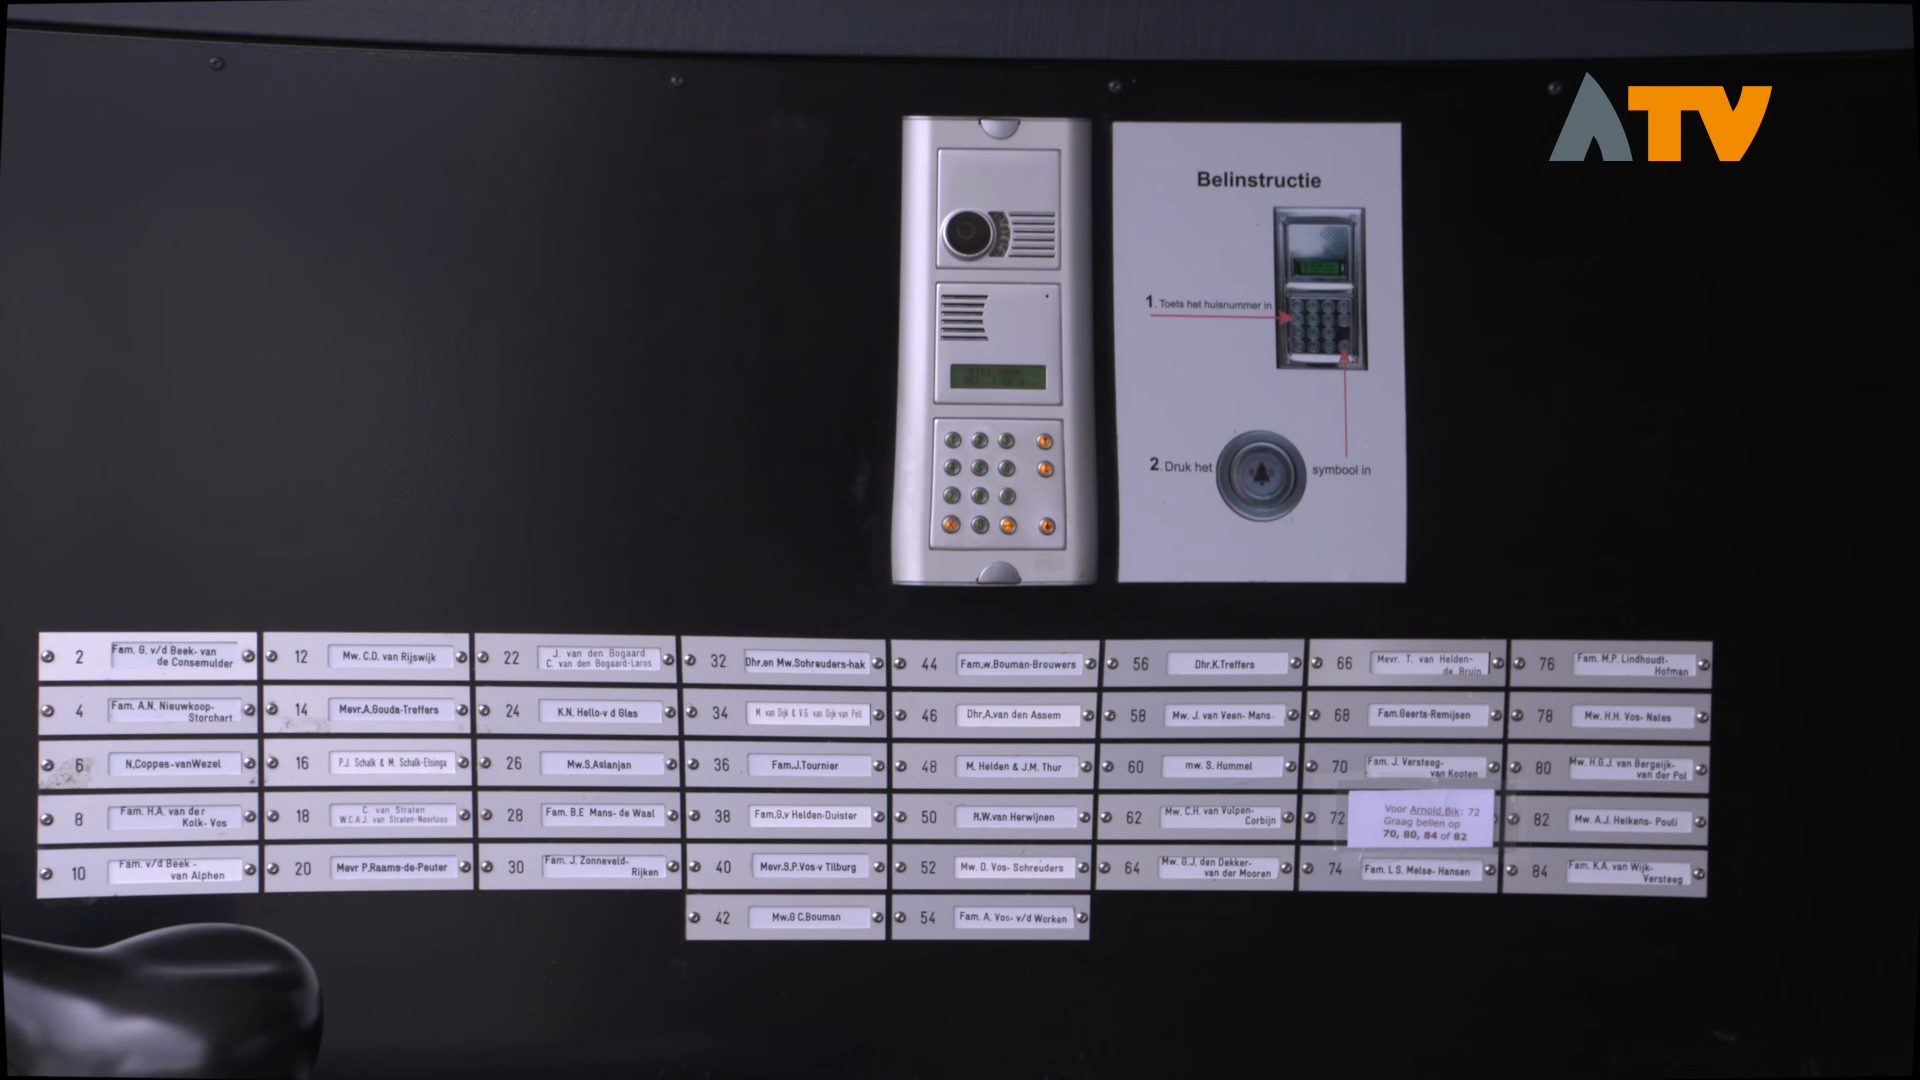 ATV
Belinstructie
1. Toets het huisnummer in
2. Druk het
symbool in
2
Fam. G. v/d Beek- van
de Consemulder
12
Mw. C.D. van Rijswijk
22
J. van den Bogaard
C. van den Bogaard-Laros
32
Dhr.en Mw.Schreuders-hak
44
Fam.w.Bouman-Brouwers
56
Dhr.K.Treffers
66
Mevr. T. van Helden-
de Bruin
76
Fam. M.P. Lindhoudt-
Hofman
4
Fam. A.N. Nieuwkoop-
Storchart
14
Mevr.A.Gouda-Treffers
24
K.N. Hello-v d Glas
34
M. van Dijk & V.G. van Dijk-van Pelt
46
Dhr.A.van den Assem
58
Mw. J. van Veen- Mans
68
Fam.Geerts-Remijsen
78
Mw. H.H. Vos- Nales
6
N.Coppes-vanWezel
16
P.J. Schalk & M. Schalk-Elsinga
26
Mw.S.Aslanjan
36
Fam.J.Tournier
48
M. Helden & J.M. Thur
60
mw. S. Hummel
70
Fam. J. Versteeg-
van Kooten
80
Mw. H.G.J. van Bergeijk-
van der Pol
8
Fam. H.A. van der
Kolk- Vos
18
C. van Straten
W.C.A.J. van Straten-Noorloos
28
Fam. B.E Mans- de Waal
38
Fam.G.v Helden-Duister
50
H.W.van Herwijnen
62
Mw. C.H. van Vulpen-
Corbijn
72
Voor Arnold Bik: 72
Graag bellen op
70, 80, 84 of 82
82
Mw. A.J. Heikens- Pouli
10
Fam. v/d Beek -
van Alphen
20
Mevr P.Raams-de-Peuter
30
Fam. J. Zonneveld-
Rijken
40
Mevr.S.P.Vos-v Tilburg
52
Mw. D. Vos- Schreuders
64
Mw. G.J. den Dekker-
van der Mooren
74
Fam. L S. Melse- Hansen
84
Fam. K.A. van Wijk-
Versteeg
42
Mw.G C.Bouman
54
Fam. A. Vos- v/d Worken